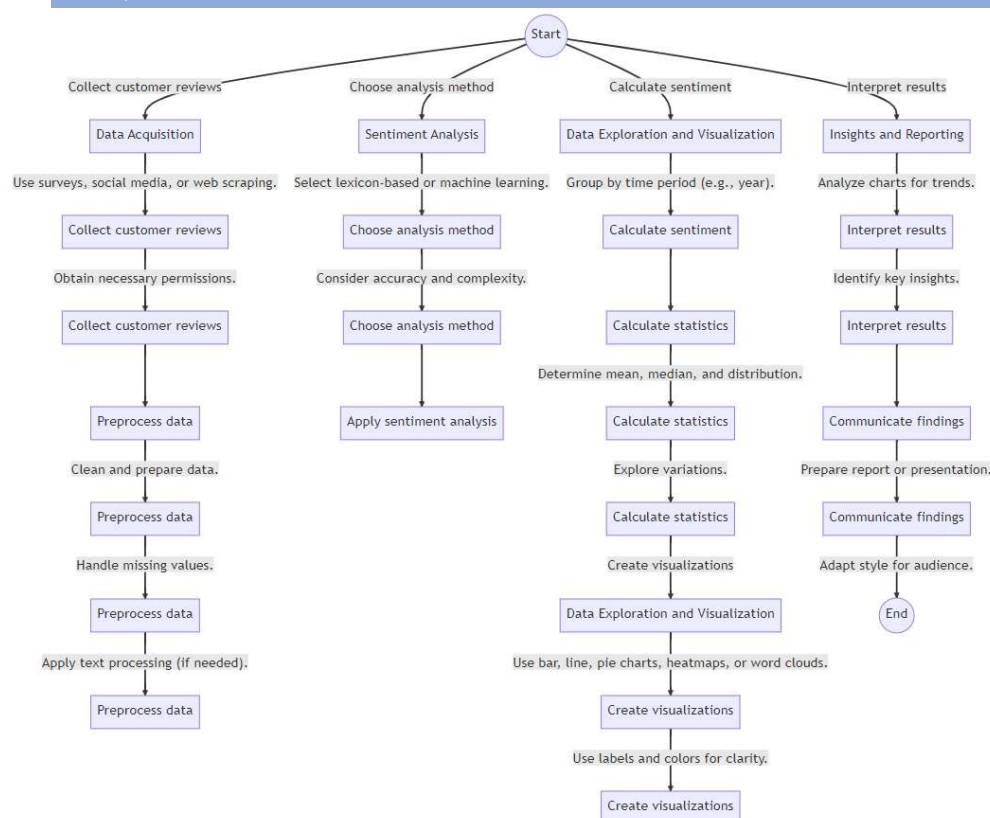 Start
Collect customer reviews
Choose analysis method
Calculate sentiment
Interpret results
Data Acquisition
Sentiment Analysis
Data Exploration and Visualization
Insights and Reporting
Use surveys, social media, or web scraping.
Select lexicon-based or machine learning.
Group by time period (e.g., year).
Analyze charts for trends.
Collect customer reviews
Choose analysis method
Calculate sentiment
Interpret results
Obtain necessary permissions.
Consider accuracy and complexity.
Identify key insights.
Collect customer reviews
Choose analysis method
Calculate statistics
Interpret results
Determine mean, median, and distribution.
Preprocess data
Apply sentiment analysis
Calculate statistics
Communicate findings
Clean and prepare data.
Explore variations.
Prepare report or presentation.
Preprocess data
Calculate statistics
Communicate findings
Handle missing values.
Create visualizations
Adapt style for audience.
Preprocess data
Data Exploration and Visualization
End
Apply text processing (if needed).
Use bar, line, pie charts, heatmaps, or word clouds.
Preprocess data
Create visualizations
Use labels and colors for clarity.
Create visualizations